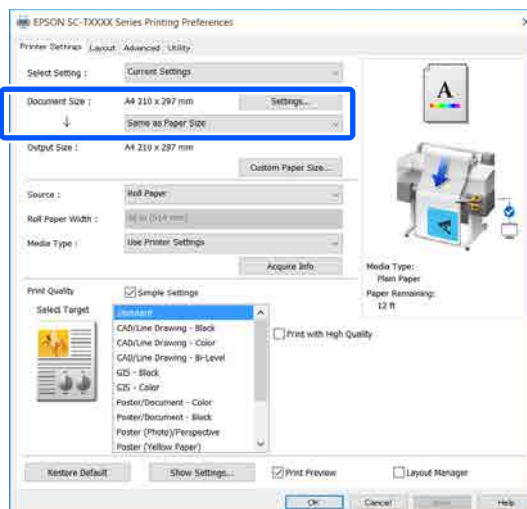 EPSON SC-TXXXX Series Printing Preferences
Printer Settings Layout Advanced Utility
Select Setting : Current Settings
Document Size : A4 210 x 297 mm Settings...
Same as Paper Size
Output Size : A4 210 x 297 mm
Custom Paper Size...
Source : Roll Paper
Roll Paper Width :
Media Type : Use Printer Settings
Acquire Info
A
Media Type:
Plain Paper
Paper Remaining:
12 ft
Print Quality Simple Settings
Select Target
Standard
CAD/Line Drawing - Black
CAD/Line Drawing - Color
CAD/Line Drawing - Bi-Level
GIS - Black
GIS - Color
Poster/Document - Color
Poster/Document - Black
Poster (Photo)/Perspective
Poster (Yellow Paper)
Print with High Quality
Restore Default Show Settings... Print Preview Layout Manager
OK Cancel Help